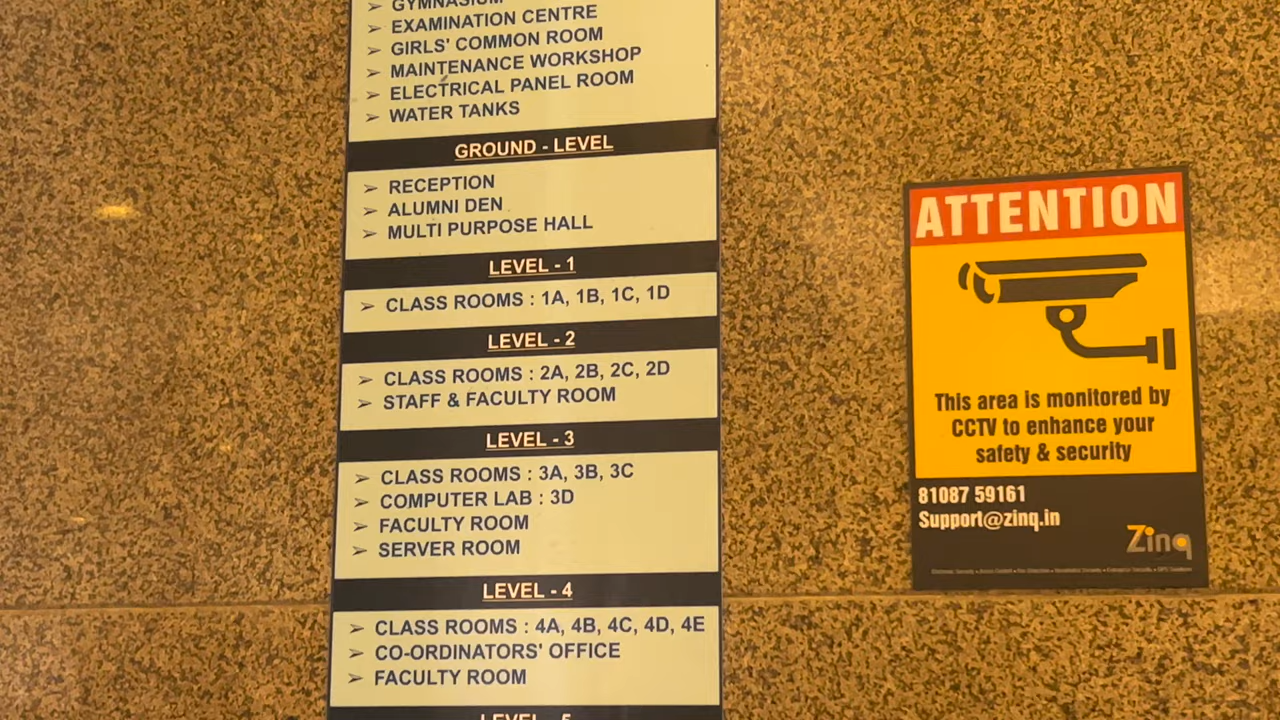 GYMNASIUM
➢ EXAMINATION CENTRE
➢ GIRLS' COMMON ROOM
➢ MAINTENANCE WORKSHOP
➢ ELECTRICAL PANEL ROOM
➢ WATER TANKS
GROUND - LEVEL
➢ RECEPTION
➢ ALUMNI DEN
➢ MULTI PURPOSE HALL
LEVEL - 1
➢ CLASS ROOMS : 1A, 1B, 1C, 1D
LEVEL - 2
➢ CLASS ROOMS : 2A, 2B, 2C, 2D
➢ STAFF & FACULTY ROOM
LEVEL - 3
➢ CLASS ROOMS : 3A, 3B, 3C
➢ COMPUTER LAB : 3D
➢ FACULTY ROOM
➢ SERVER ROOM
LEVEL - 4
➢ CLASS ROOMS : 4A, 4B, 4C, 4D, 4E
➢ CO-ORDINATORS' OFFICE
➢ FACULTY ROOM
LEVEL - 5
ATTENTION
This area is monitored by
CCTV to enhance your
safety & security
81087 59161
Support@zinq.in
Zinq